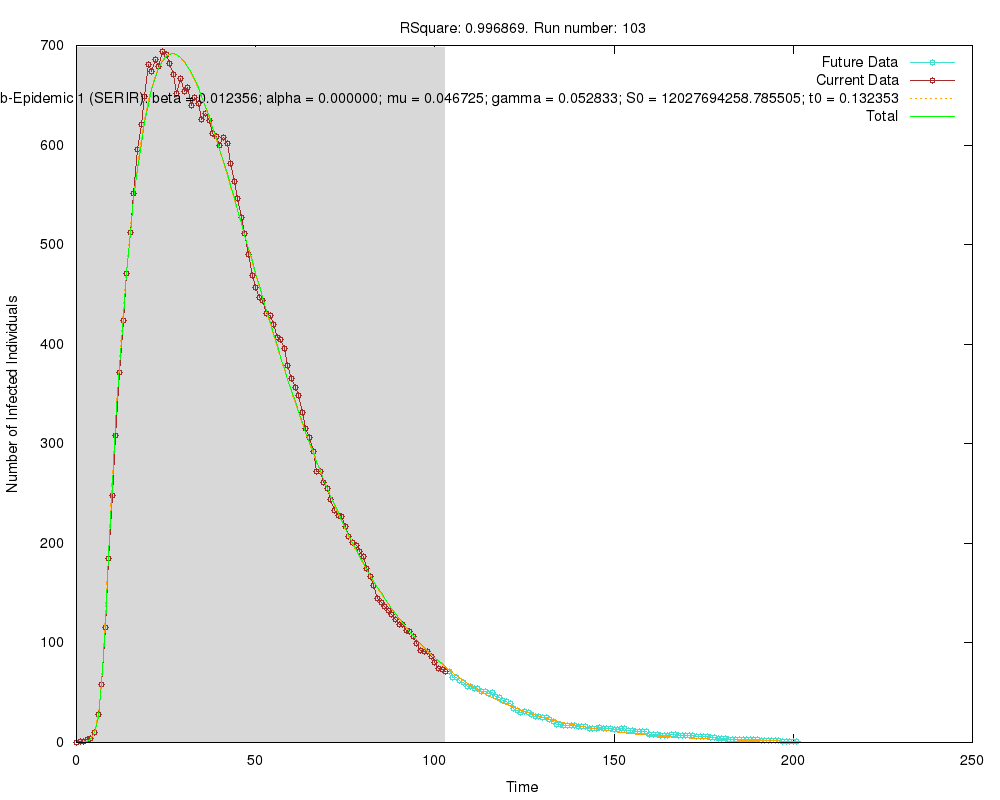 RSquare: 0.996869. Run number: 103
Future Data
Current Data
b-Epidemic 1 (SERIR); beta = 0.012356; alpha = 0.000000; mu = 0.046725; gamma = 0.052833; S0 = 12027694258.785505; t0 = 0.132353
Total
Number of Infected Individuals
700
600
500
400
300
200
100
0
0 50 100 150 200 250
Time